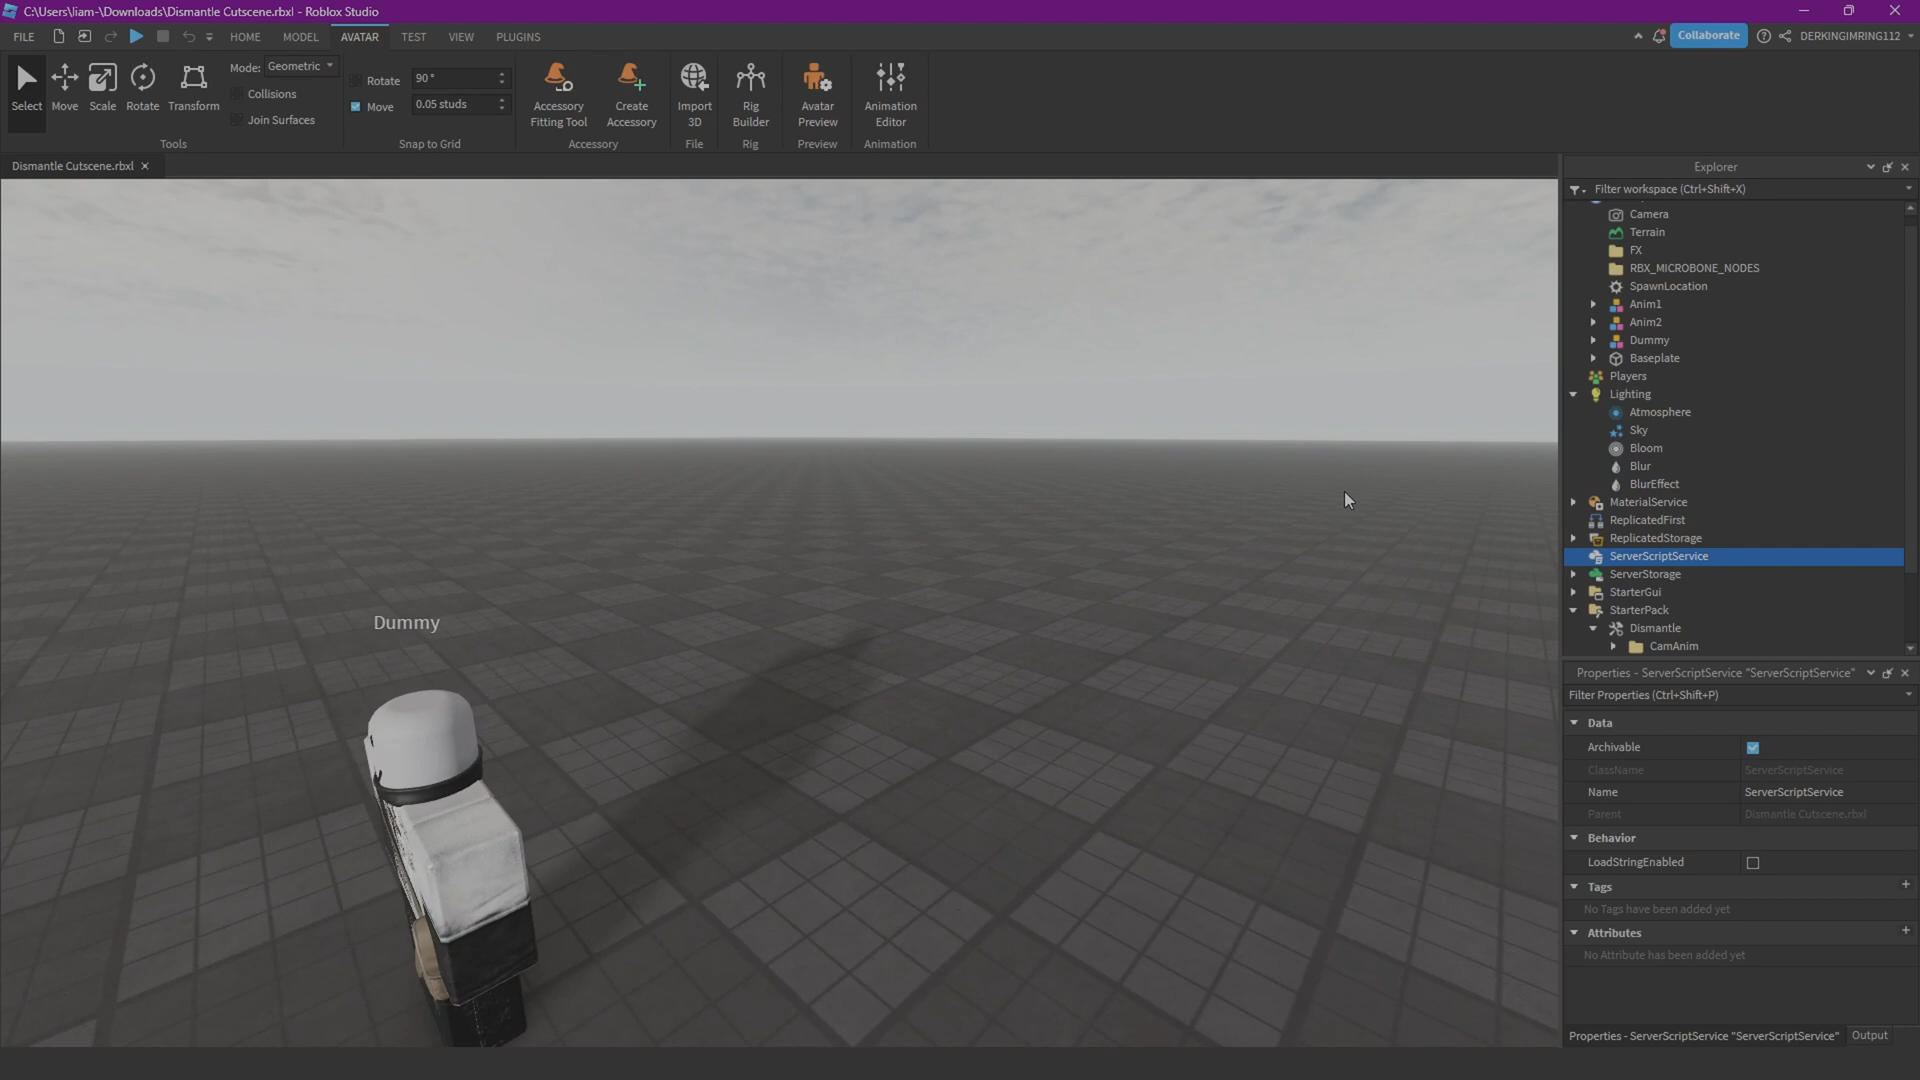 C:\Users\liam-\Downloads\Dismantle Cutscene.rbxl - Roblox Studio
FILE HOME MODEL AVATAR TEST VIEW PLUGINS Collaborate DERKINGIMRING112
Select Move Scale Rotate Transform
Mode: Geometric
Collisions
Join Surfaces
Tools
Rotate 90 °
Move 0.05 studs
Snap to Grid
Accessory Fitting Tool
Create Accessory
Accessory
Import 3D
File
Rig Builder
Rig
Avatar Preview
Preview
Animation Editor
Animation
Dismantle Cutscene.rbxl
Dummy
Explorer
Filter workspace (Ctrl+Shift+X)
Camera
Terrain
FX
RBX_MICROBONE_NODES
SpawnLocation
Anim1
Anim2
Dummy
Baseplate
Players
Lighting
Atmosphere
Sky
Bloom
Blur
BlurEffect
MaterialService
ReplicatedFirst
ReplicatedStorage
ServerScriptService
ServerStorage
StarterGui
StarterPack
Dismantle
CamAnim
Properties - ServerScriptService "ServerScriptService"
Filter Properties (Ctrl+Shift+P)
Data
Archivable
ClassName ServerScriptService
Name ServerScriptService
Parent Dismantle Cutscene.rbxl
Behavior
LoadStringEnabled
Tags
No Tags have been added yet
Attributes
No Attribute has been added yet
Properties - ServerScriptService "ServerScriptService" Output